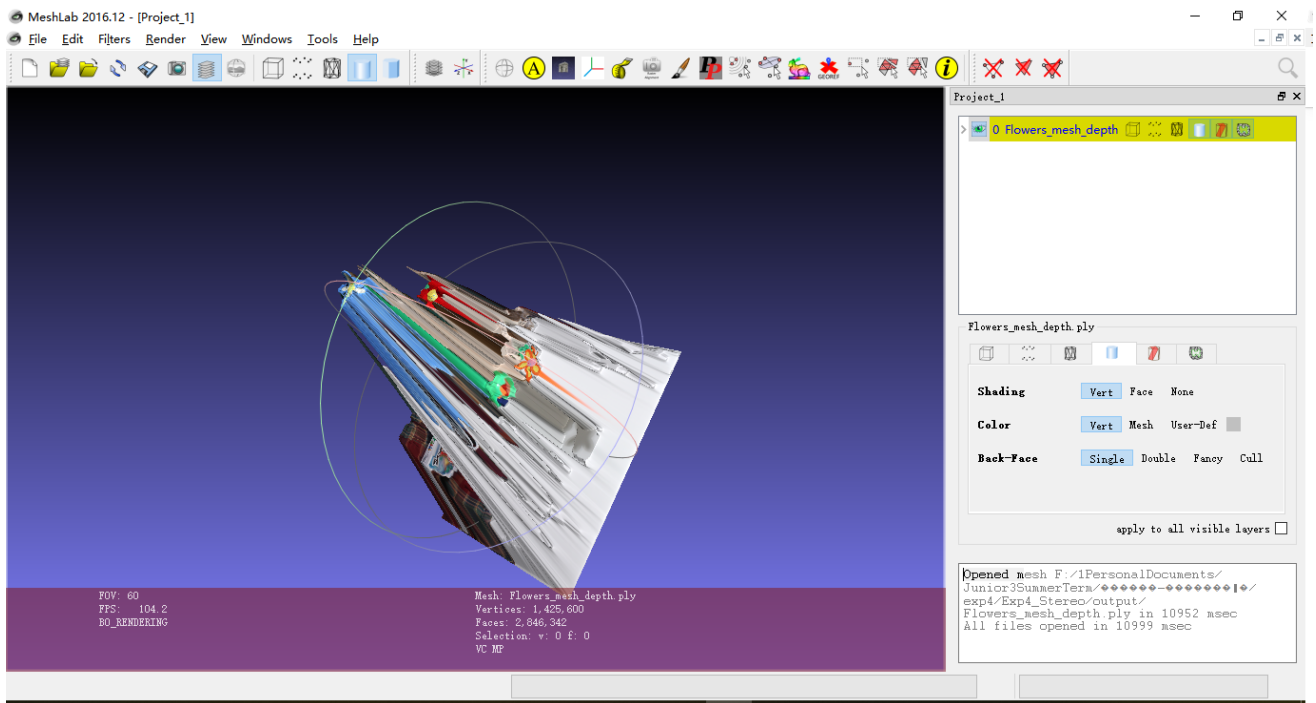 MeshLab 2016.12 - [Project_1]
File Edit Filters Render View Windows Tools Help
A
Pp
GEOREF
i
Project_1
0 Flowers_mesh_depth
Flowers_mesh_depth.ply
Shading Vert Face None
Color Vert Mesh User-Def
Back-Face Single Double Fancy Cull
apply to all visible layers
Opened mesh F:/1PersonalDocuments/
Junior3SummerTerm/������-�������‖�/
exp4/Exp4_Stereo/output/
Flowers_mesh_depth.ply in 10952 msec
All files opened in 10999 msec
FOV: 60
FPS: 104.2
BO_RENDERING
Mesh: Flowers_mesh_depth.ply
Vertices: 1,425,600
Faces: 2,846,342
Selection: v: 0 f: 0
VC MP